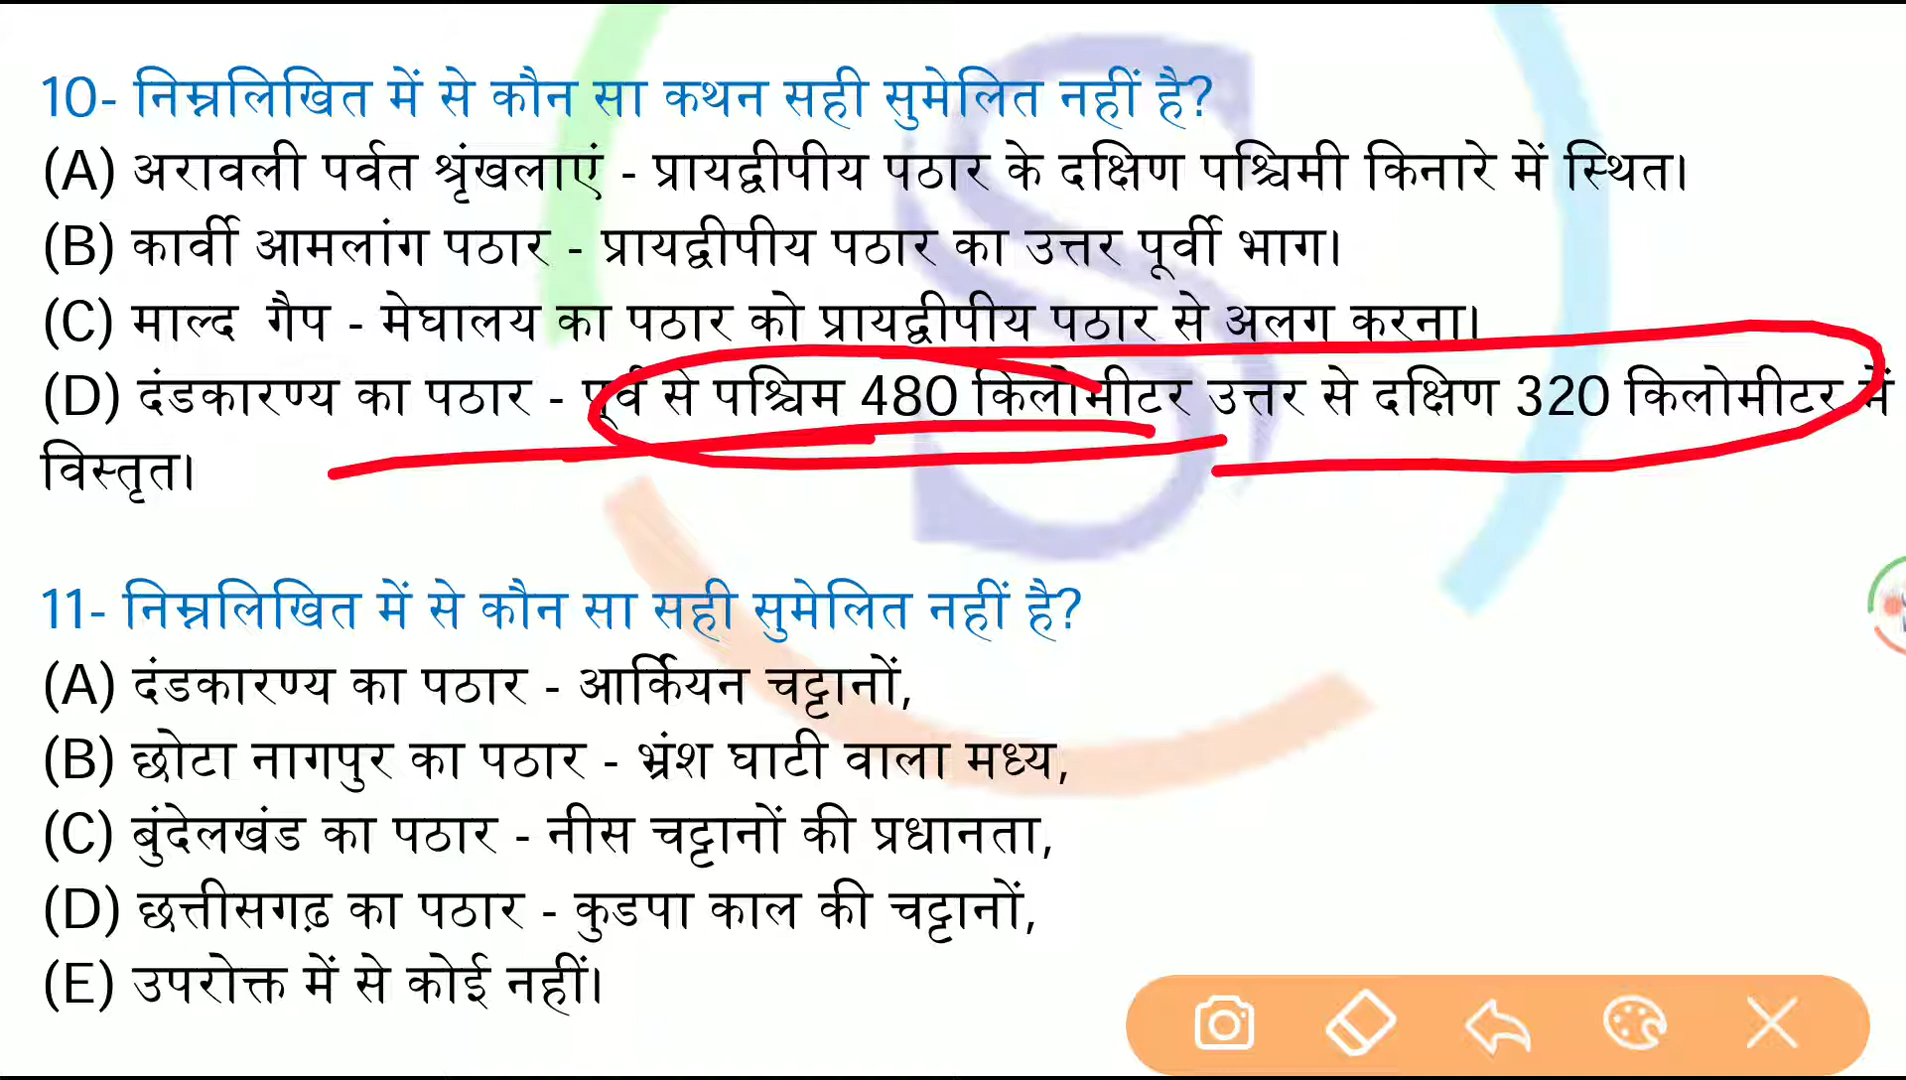 10- निम्नलिखित में से कौन सा कथन सही सुमेलित नहीं है?
(A) अरावली पर्वत श्रृंखलाएं - प्रायद्वीपीय पठार के दक्षिण पश्चिमी किनारे में स्थित।
(B) कार्वी आमलांग पठार - प्रायद्वीपीय पठार का उत्तर पूर्वी भाग।
(C) माल्द गैप - मेघालय का पठार को प्रायद्वीपीय पठार से अलग करना।
(D) दंडकारण्य का पठार - पूर्व से पश्चिम 480 किलोमीटर उत्तर से दक्षिण 320 किलोमीटर में
विस्तृत।
11- निम्नलिखित में से कौन सा सही सुमेलित नहीं है?
(A) दंडकारण्य का पठार - आर्कियन चट्टानों,
(B) छोटा नागपुर का पठार - भ्रंश घाटी वाला मध्य,
(C) बुंदेलखंड का पठार - नीस चट्टानों की प्रधानता,
(D) छत्तीसगढ़ का पठार - कुडपा काल की चट्टानों,
(E) उपरोक्त में से कोई नहीं।